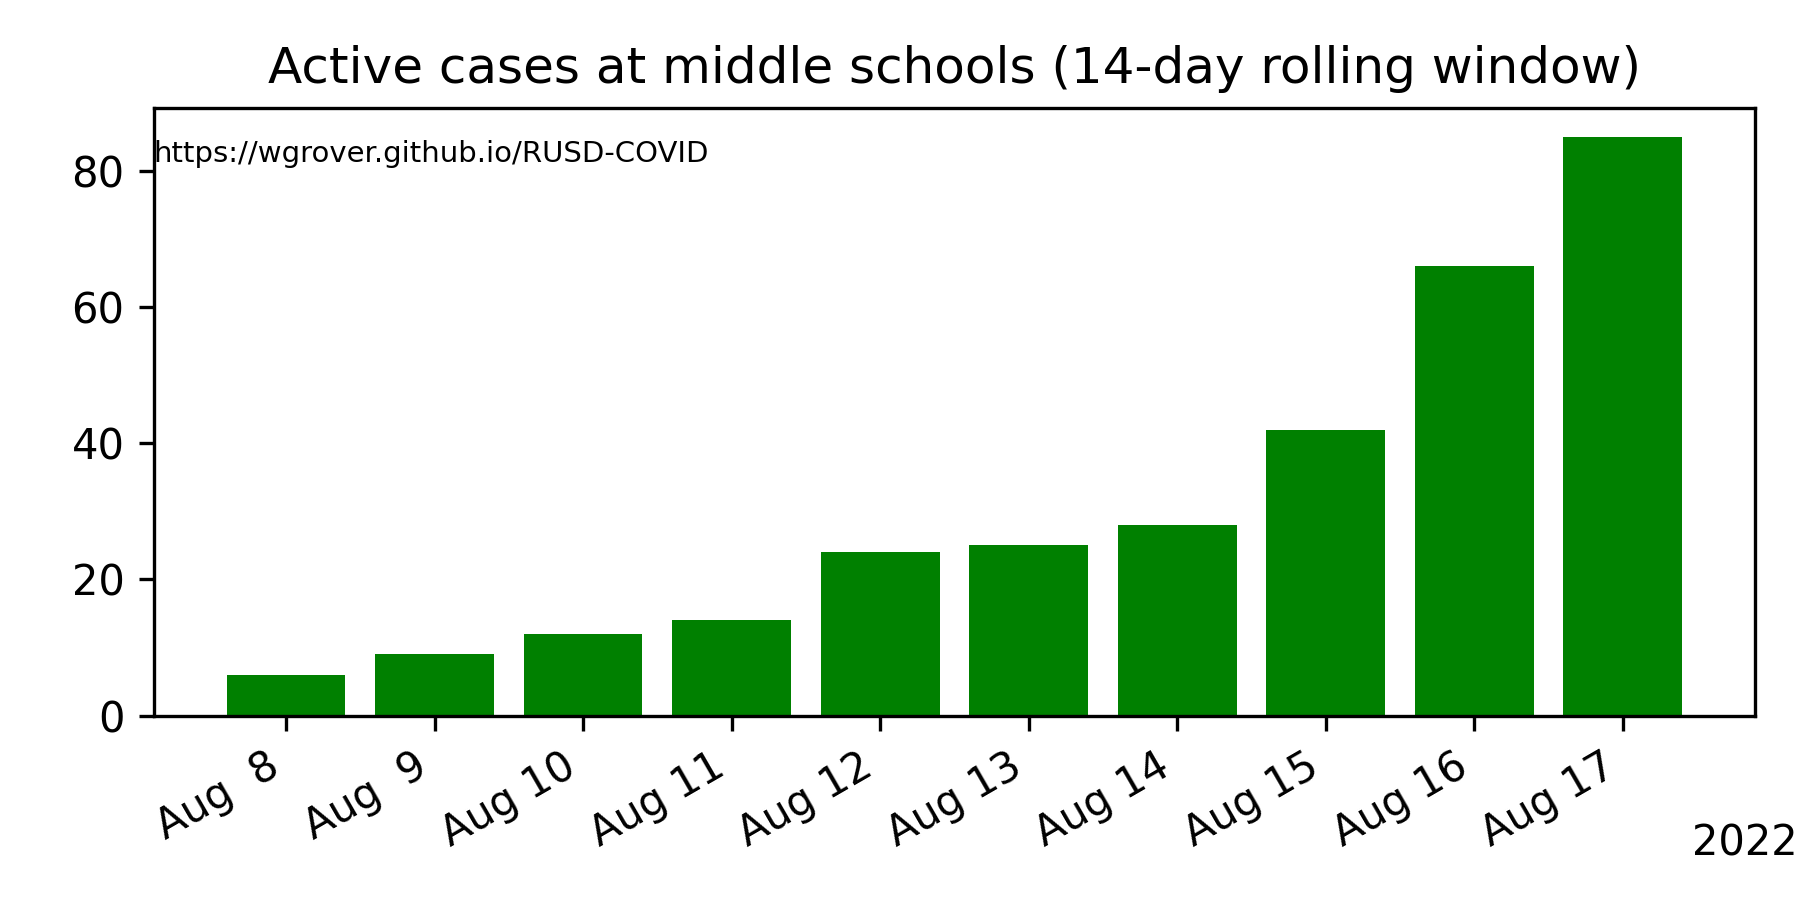 Active cases at middle schools (14-day rolling window)
https://wgrover.github.io/RUSD-COVID
80
60
40
20
0
Aug 8
Aug 9
Aug 10
Aug 11
Aug 12
Aug 13
Aug 14
Aug 15
Aug 16
Aug 17
2022